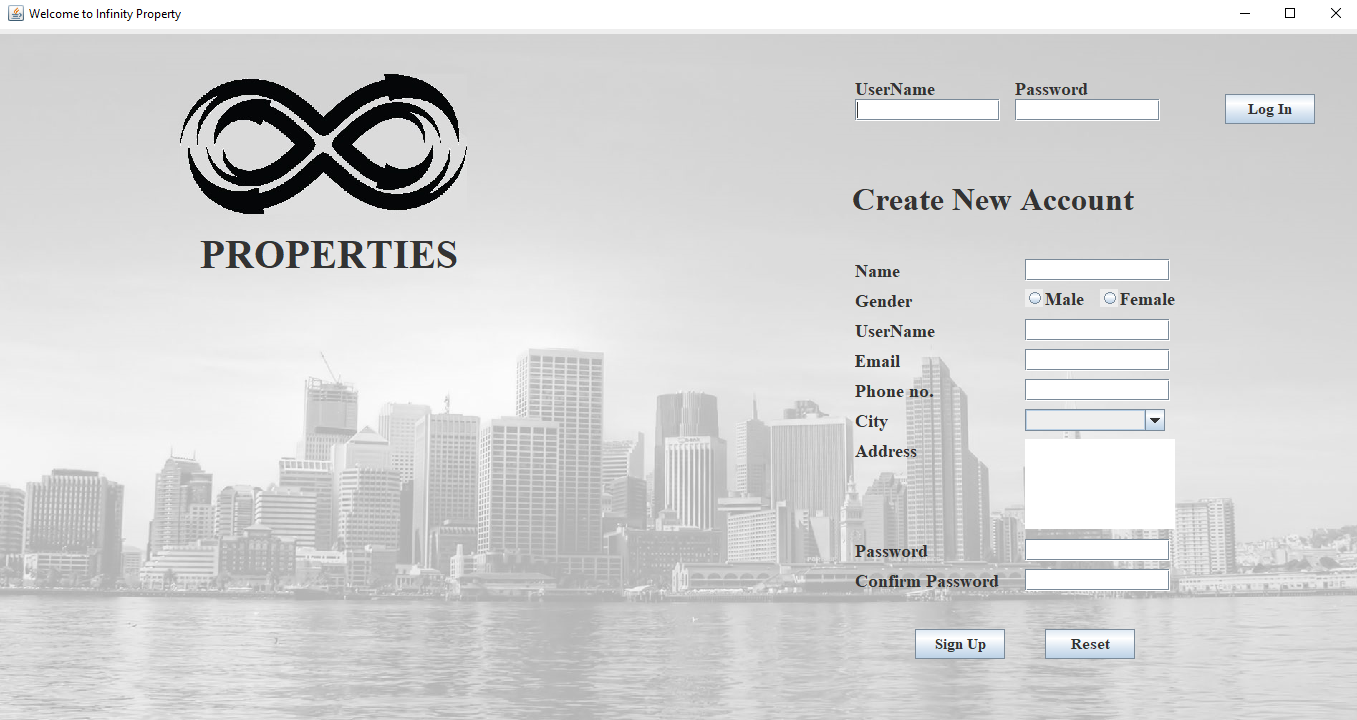 Welcome to Infinity Property
UserName Password
Log In
PROPERTIES
Create New Account
Name
Gender Male Female
UserName
Email
Phone no.
City
Address
Password
Confirm Password
Sign Up Reset